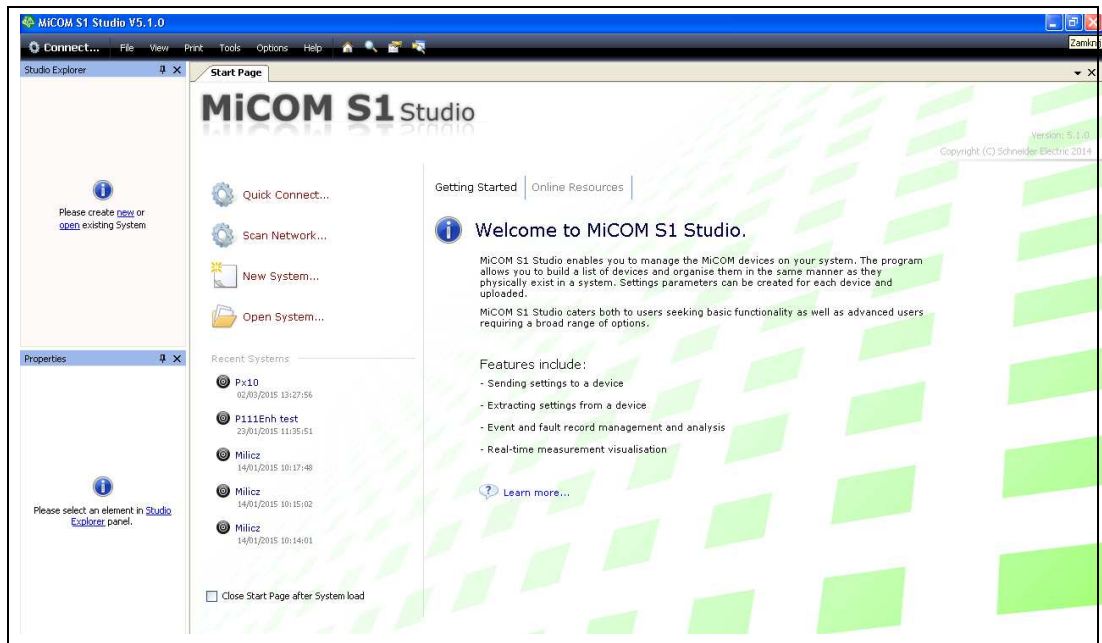 MiCOM S1 Studio V5.1.0
Connect... File View Print Tools Options Help
Studio Explorer
Please create new or
open existing System
Properties
Please select an element in Studio
Explorer panel.
Start Page
MiCOM S1 Studio
Version: 5.1.0
Copyright (C) Schneider Electric 2014
Quick Connect...
Scan Network...
New System...
Open System...
Recent Systems
Px10
02/03/2015 13:27:56
P111Enh test
23/01/2015 11:35:51
Milicz
14/01/2015 10:17:48
Milicz
14/01/2015 10:15:02
Milicz
14/01/2015 10:14:01
Close Start Page after System load
Getting Started Online Resources
Welcome to MiCOM S1 Studio.
MiCOM S1 Studio enables you to manage the MiCOM devices on your system. The program
allows you to build a list of devices and organise them in the same manner as they
physically exist in a system. Settings parameters can be created for each device and
uploaded.
MiCOM S1 Studio caters both to users seeking basic functionality as well as advanced users
requiring a broad range of options.
Features include:
- Sending settings to a device
- Extracting settings from a device
- Event and fault record management and analysis
- Real-time measurement visualisation
Learn more...